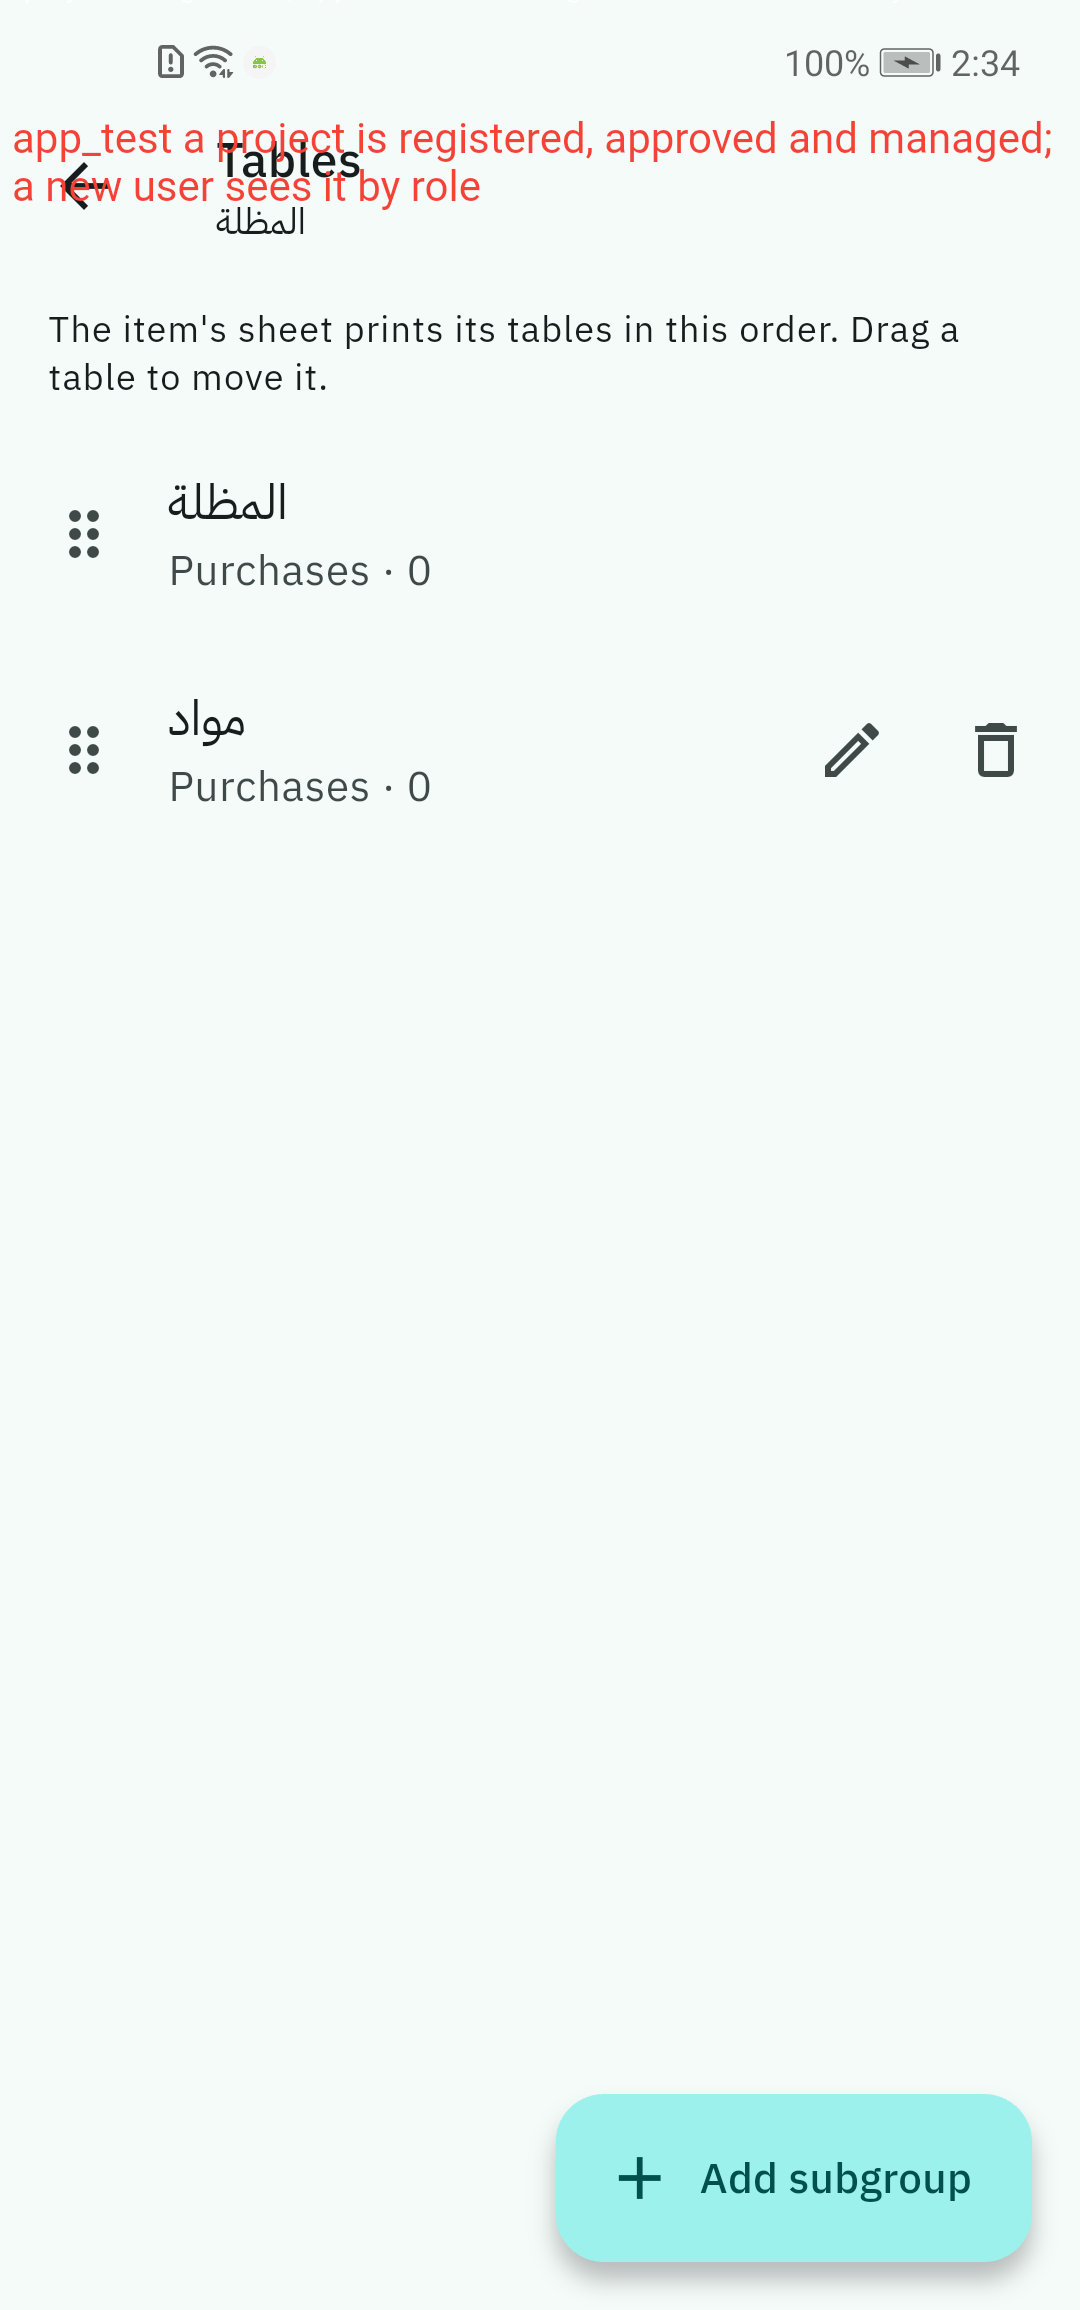 100% 2:34
app_test a project is registered, approved and managed;
a new user sees it by role
Tables
المظلة
The item's sheet prints its tables in this order. Drag a
table to move it.
المظلة
Purchases · 0
مواد
Purchases · 0
Add subgroup